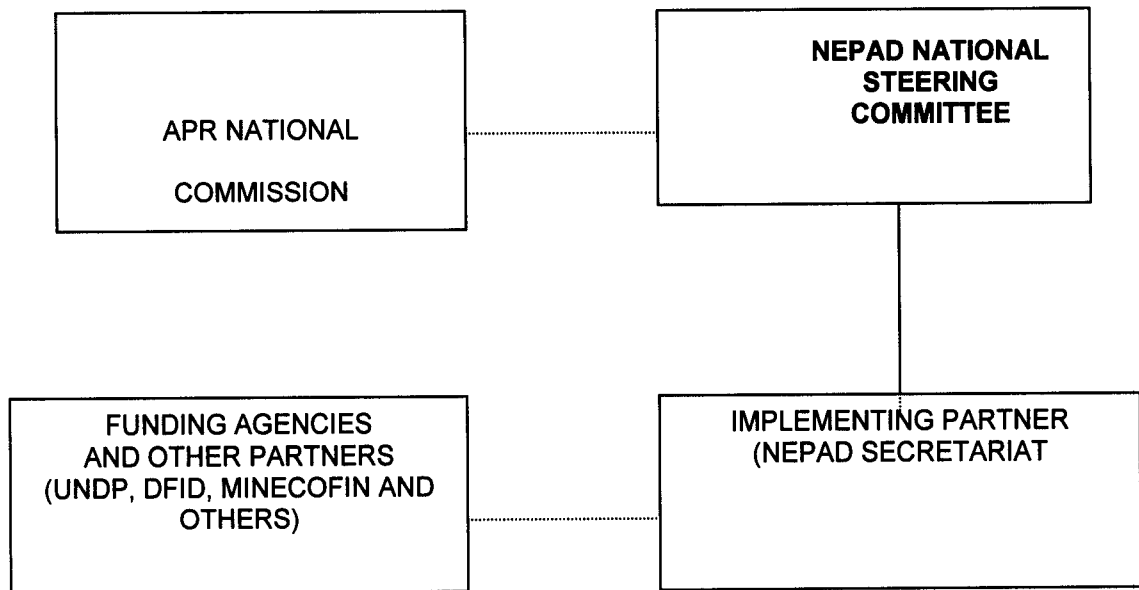 APR NATIONAL
COMMISSION
NEPAD NATIONAL
STEERING
COMMITTEE
FUNDING AGENCIES
AND OTHER PARTNERS
(UNDP, DFID, MINECOFIN AND
OTHERS)
IMPLEMENTING PARTNER
(NEPAD SECRETARIAT